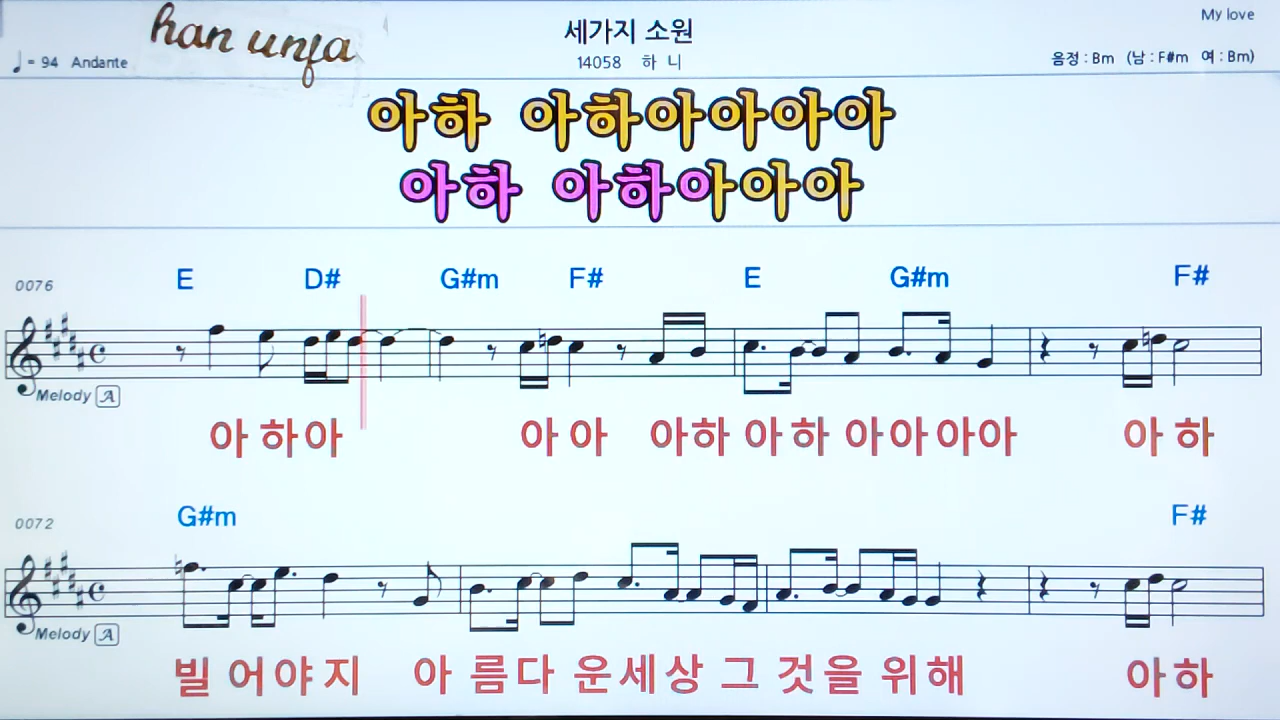 han unja
세가지 소원
My love
♩= 94 Andante
14058 하 니
음정 : Bm (남 : F#m 여 : Bm)
아하 아하아아아아
아하 아하아아아
0076
E D# G#m F# E G#m F#
Melody A
아 하아 아 아 아하 아 하 아아 아아 아 하
0072
G#m F#
Melody A
빌 어야 지 아 름다 운세상 그 것을 위해 아하